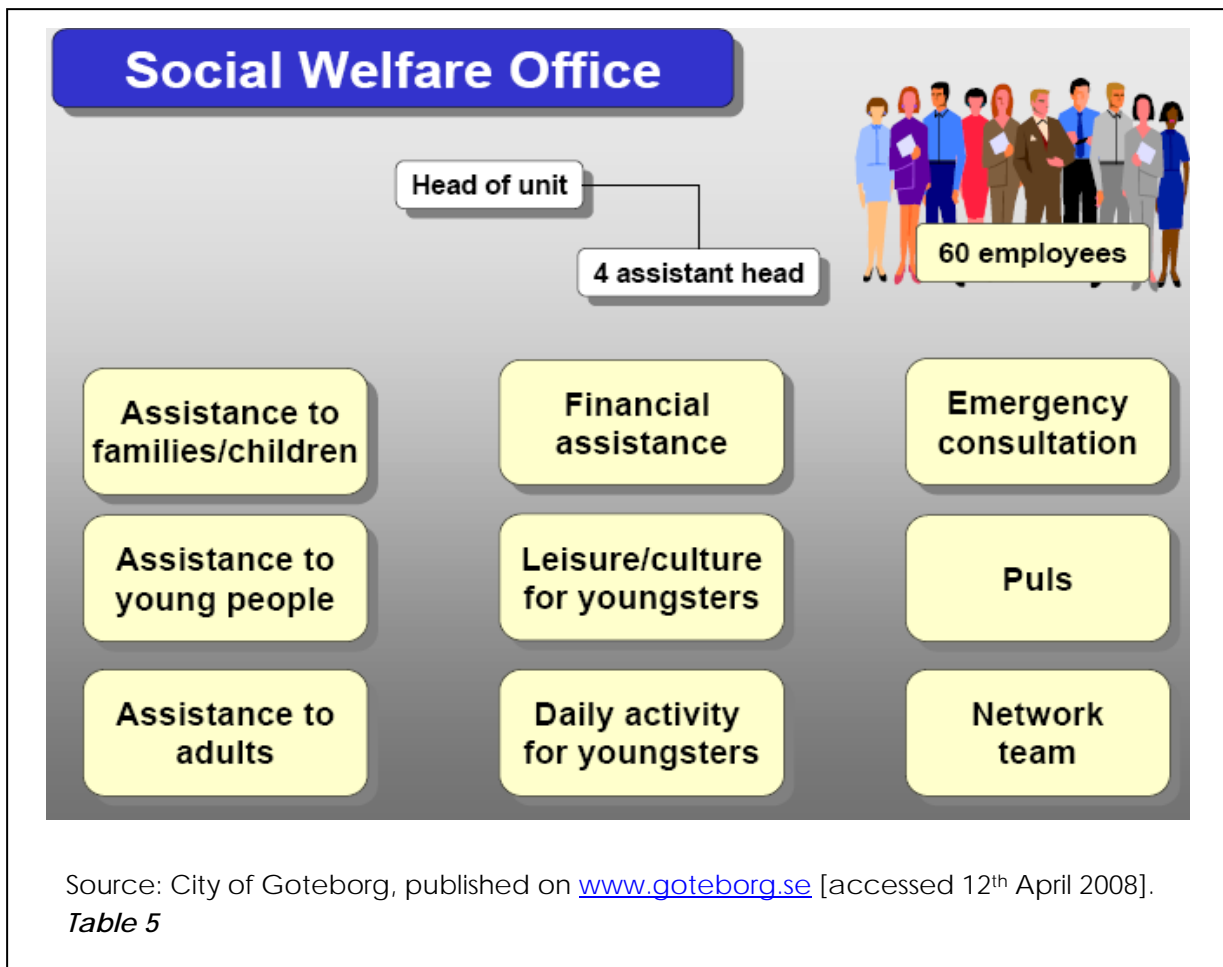 Social Welfare Office
Head of unit
4 assistant head
60 employees
Assistance to
families/children
Financial
assistance
Emergency
consultation
Assistance to
young people
Leisure/culture
for youngsters
Puls
Assistance to
adults
Daily activity
for youngsters
Network
team
Source: City of Goteborg, published on www.goteborg.se [accessed 12th April 2008].
Table 5